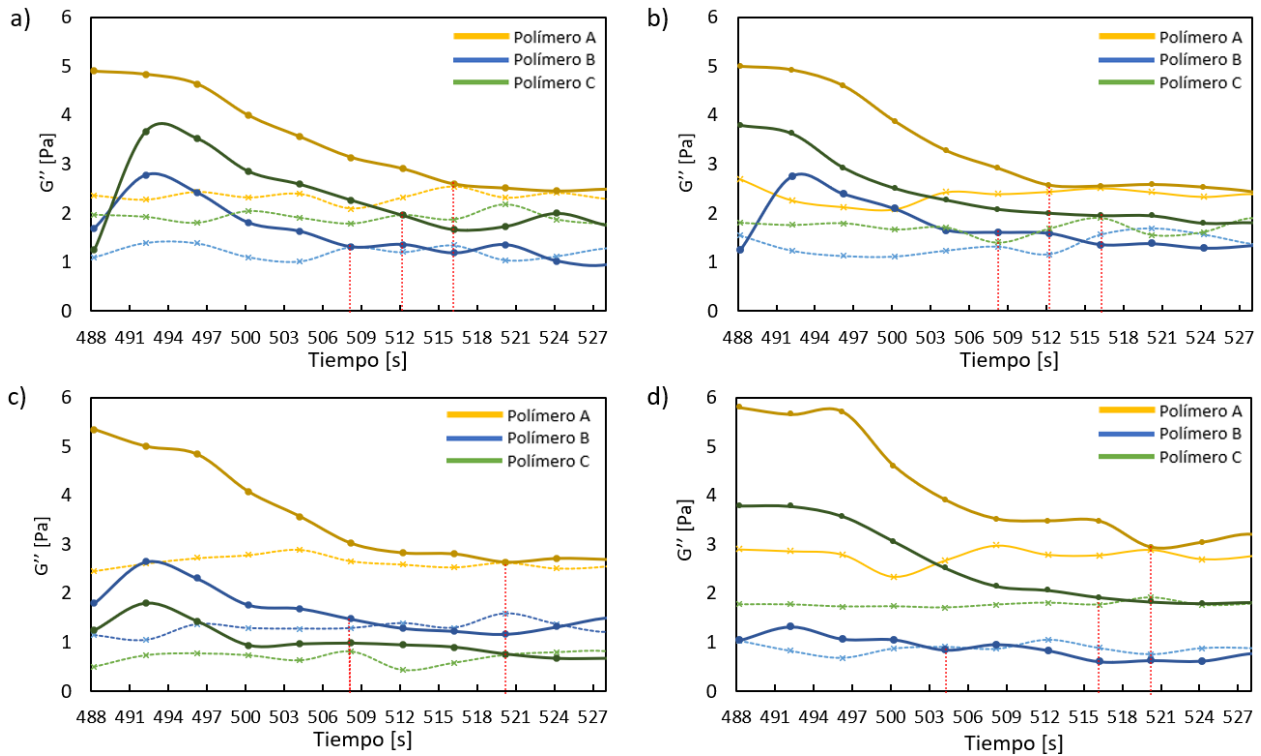 a)
6
5
4
3
2
1
0
G′′ [Pa]
Polímero A
Polímero B
Polímero C
488 491 494 497 500 503 506 509 512 515 518 521 524 527
Tiempo [s]
b)
6
5
4
3
2
1
0
G′′ [Pa]
Polímero A
Polímero B
Polímero C
488 491 494 497 500 503 506 509 512 515 518 521 524 527
Tiempo [s]
c)
6
5
4
3
2
1
0
G′′ [Pa]
Polímero A
Polímero B
Polímero C
488 491 494 497 500 503 506 509 512 515 518 521 524 527
Tiempo [s]
d)
6
5
4
3
2
1
0
G′′ [Pa]
Polímero A
Polímero B
Polímero C
488 491 494 497 500 503 506 509 512 515 518 521 524 527
Tiempo [s]